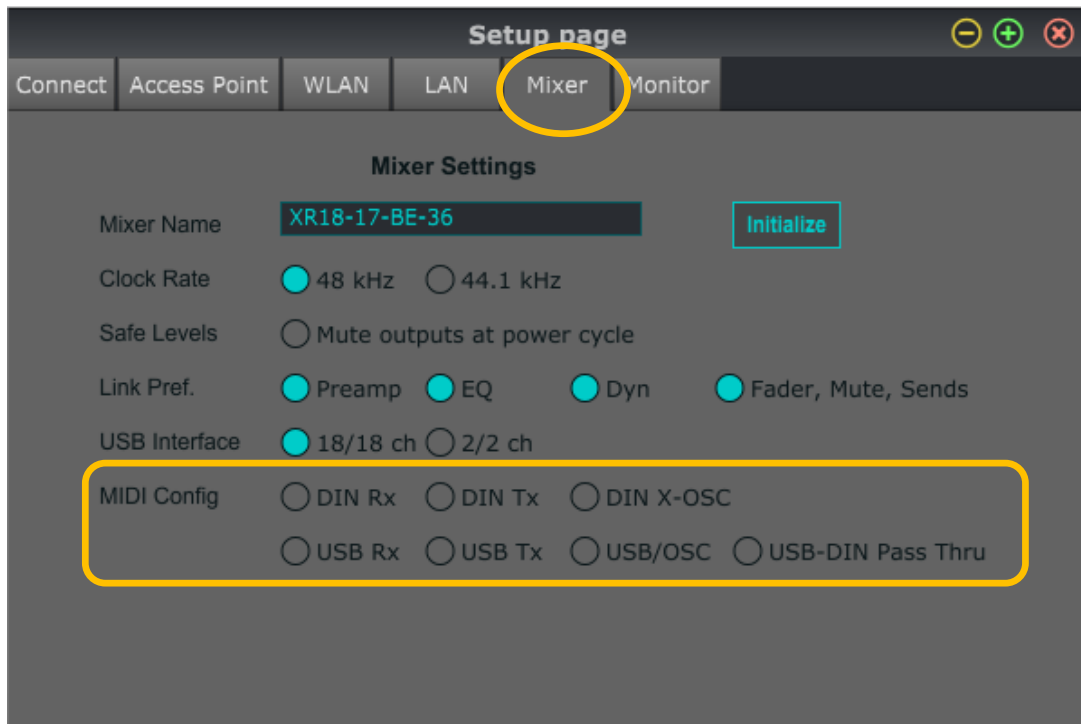 Setup page
Connect Access Point WLAN LAN Mixer Monitor
Mixer Settings
Mixer Name XR18-17-BE-36 Initialize
Clock Rate 48 kHz 44.1 kHz
Safe Levels Mute outputs at power cycle
Link Pref. Preamp EQ Dyn Fader, Mute, Sends
USB Interface 18/18 ch 2/2 ch
MIDI Config DIN Rx DIN Tx DIN X-OSC
USB Rx USB Tx USB/OSC USB-DIN Pass Thru